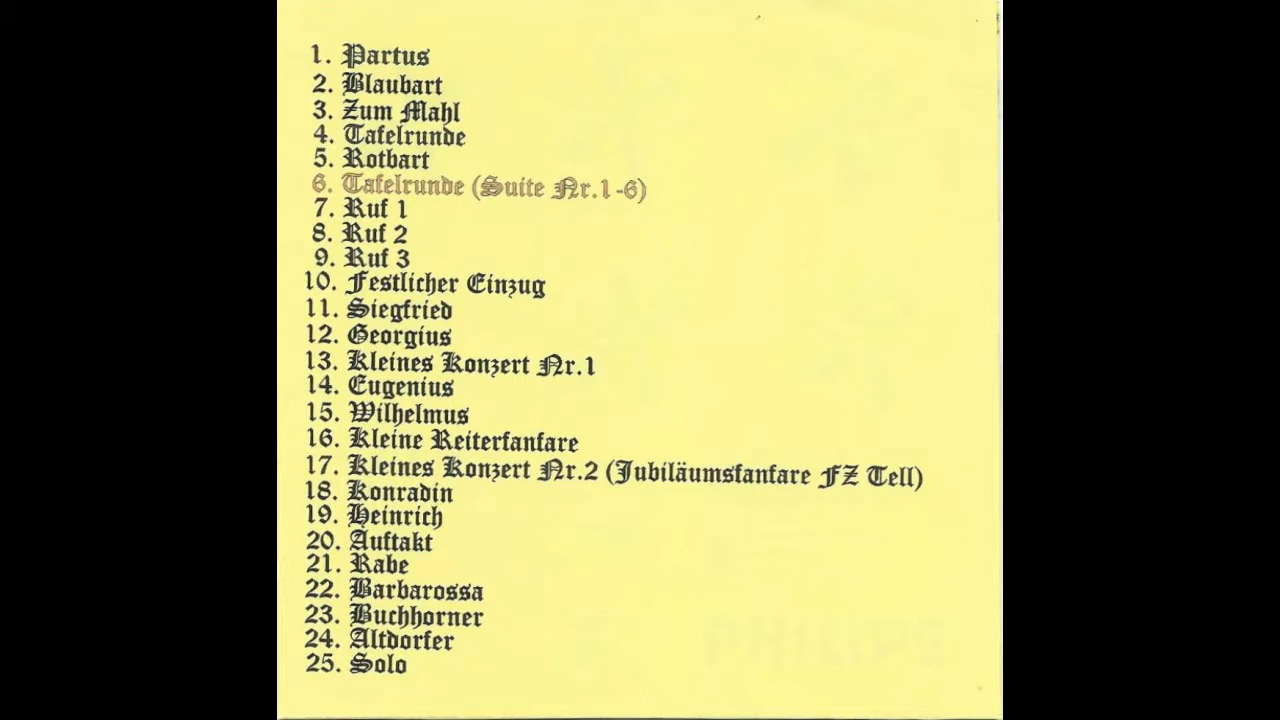 1. Partus
2. Blaubart
3. Zum Mahl
4. Tafelrunde
5. Rotbart
6. Tafelrunde (Suite Nr.1-6)
7. Ruf 1
8. Ruf 2
9. Ruf 3
10. Festlicher Einzug
11. Siegfried
12. Georgius
13. Kleines Konzert Nr.1
14. Eugenius
15. Wilhelmus
16. Kleine Reiterfanfare
17. Kleines Konzert Nr.2 (Jubiläumsfanfare FZ Tell)
18. Konradin
19. Heinrich
20. Auftakt
21. Rabe
22. Barbarossa
23. Buchhorner
24. Altdorfer
25. Solo